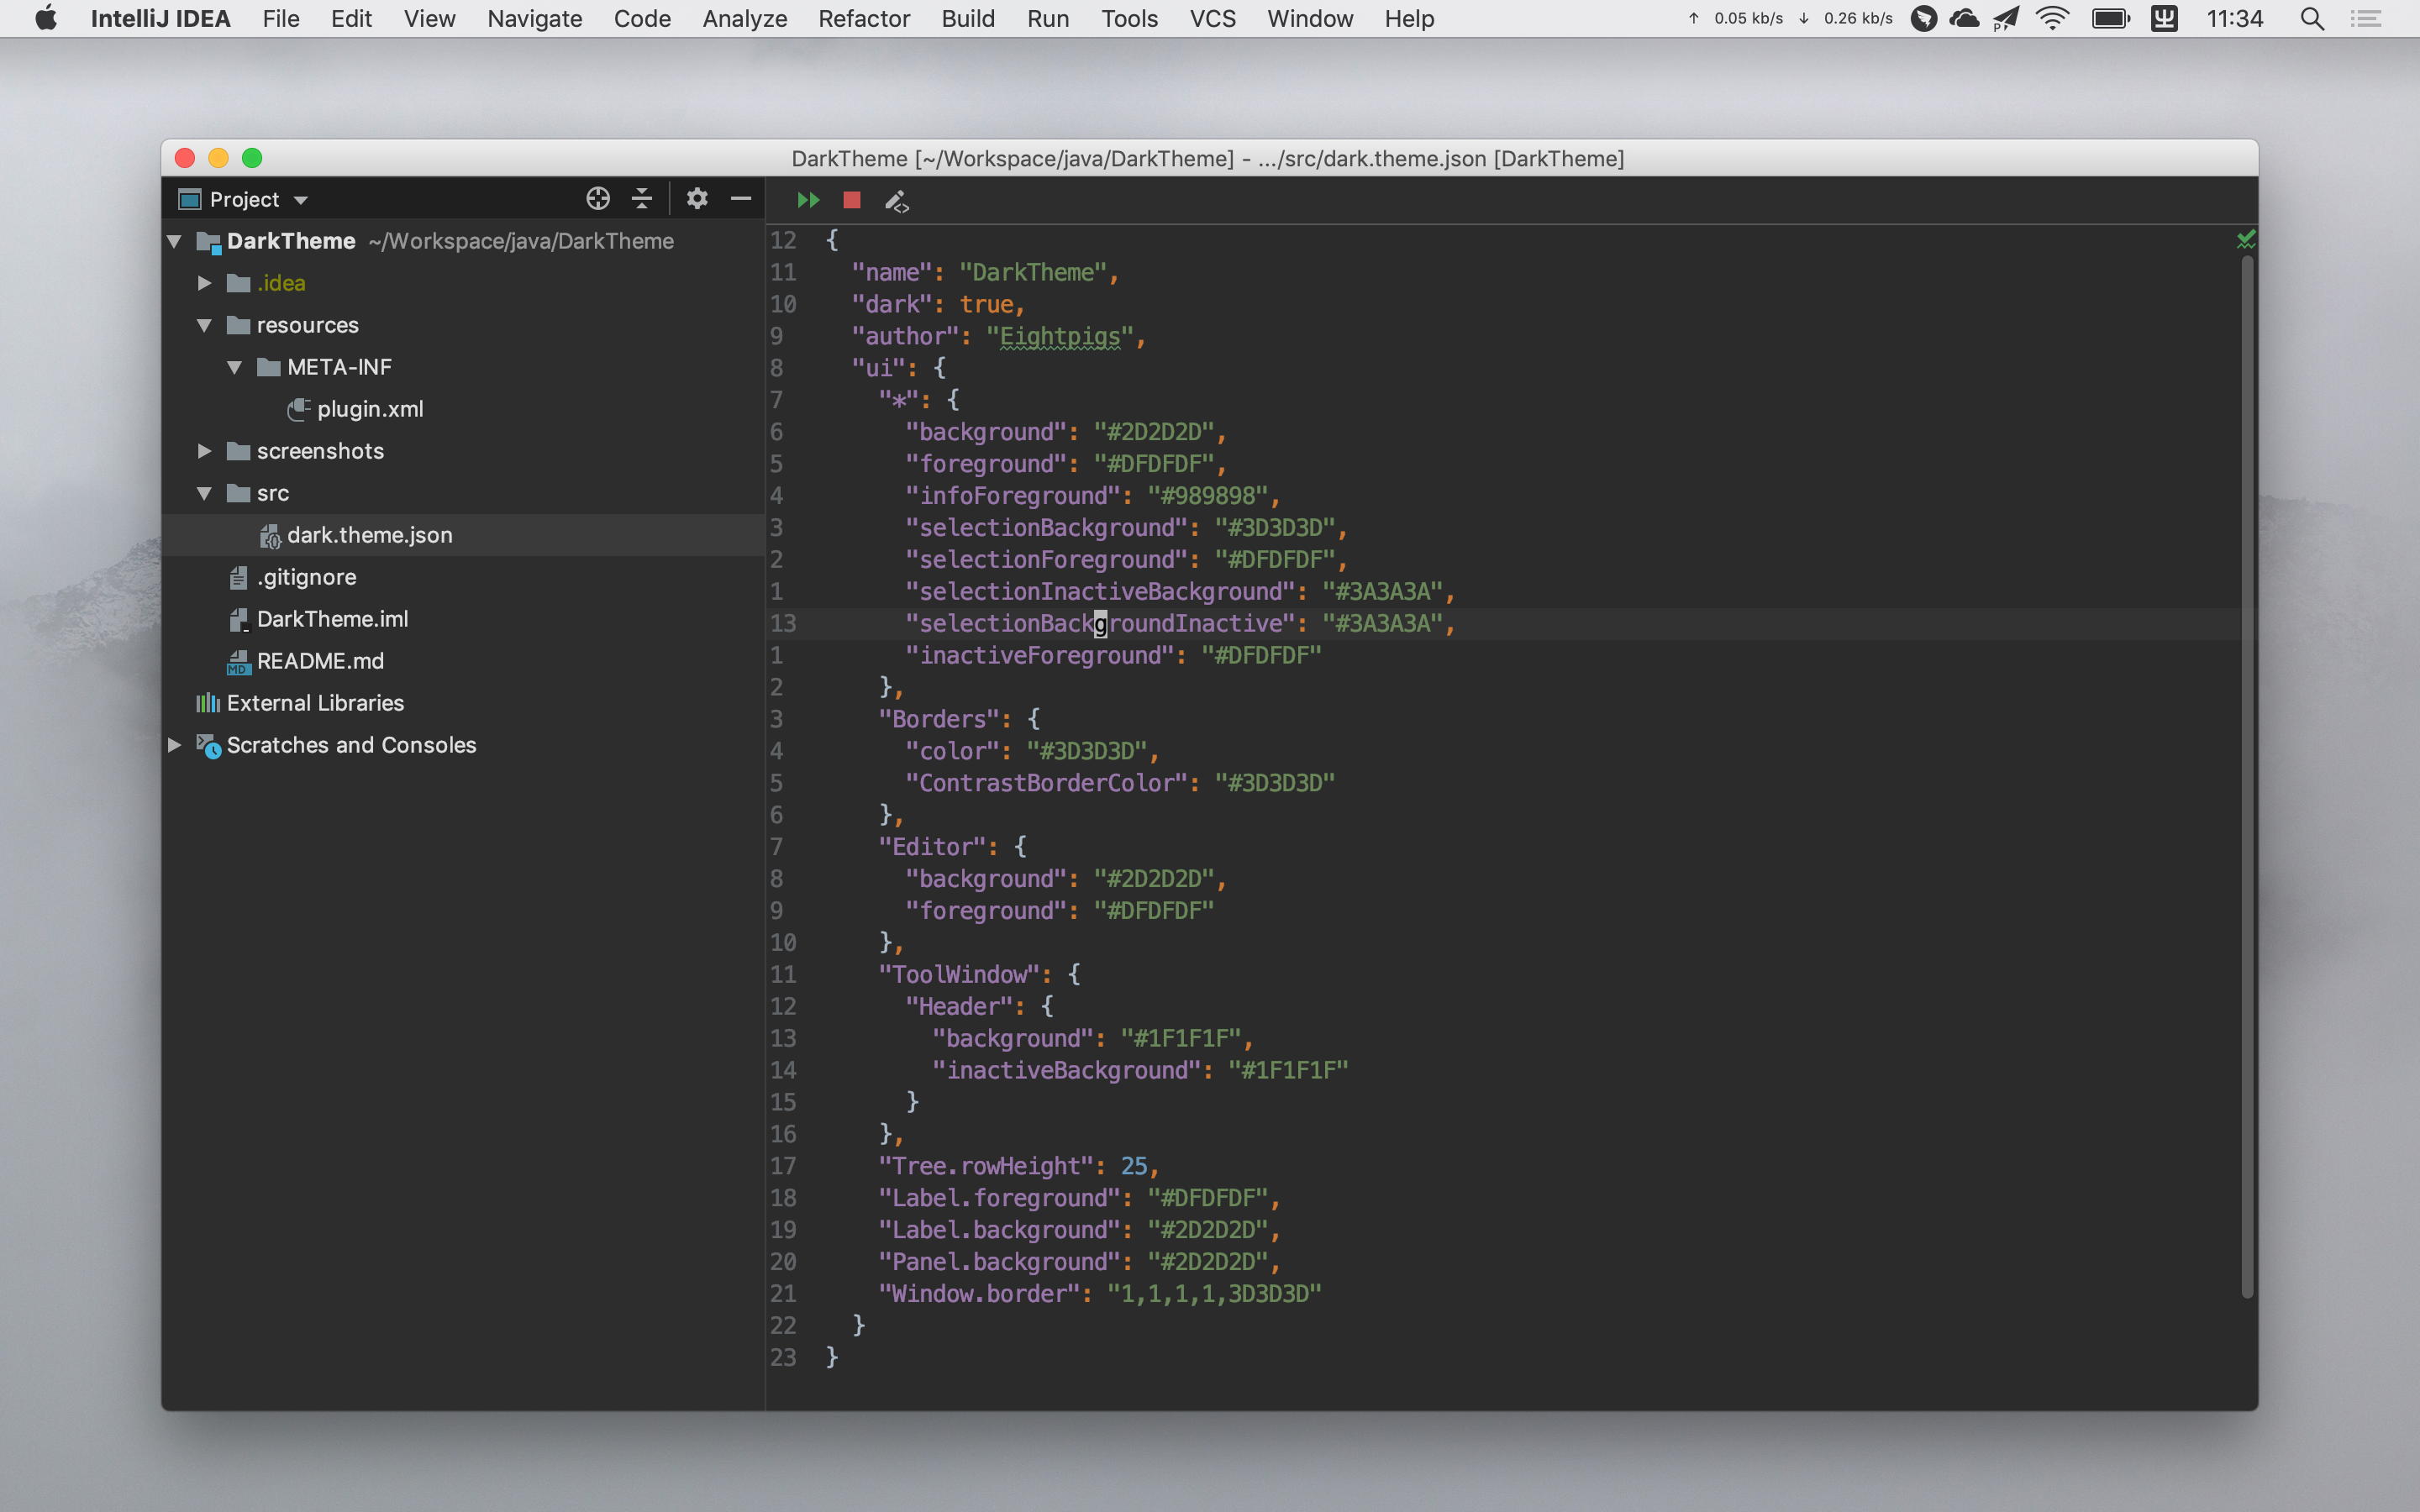 IntelliJ IDEA File Edit View Navigate Code Analyze Refactor Build Run Tools VCS Window Help ↑ 0.05 kb/s ↓ 0.26 kb/s 11:34
DarkTheme [~/Workspace/java/DarkTheme] - .../src/dark.theme.json [DarkTheme]
Project
DarkTheme ~/Workspace/java/DarkTheme
.idea
resources
META-INF
plugin.xml
screenshots
src
dark.theme.json
.gitignore
DarkTheme.iml
MD README.md
External Libraries
Scratches and Consoles
12 {
11 "name": "DarkTheme",
10 "dark": true,
9 "author": "Eightpigs",
8 "ui": {
7 "*": {
6 "background": "#2D2D2D",
5 "foreground": "#DFDFDF",
4 "infoForeground": "#989898",
3 "selectionBackground": "#3D3D3D",
2 "selectionForeground": "#DFDFDF",
1 "selectionInactiveBackground": "#3A3A3A",
13 "selectionBackgroundInactive": "#3A3A3A",
1 "inactiveForeground": "#DFDFDF"
2 },
3 "Borders": {
4 "color": "#3D3D3D",
5 "ContrastBorderColor": "#3D3D3D"
6 },
7 "Editor": {
8 "background": "#2D2D2D",
9 "foreground": "#DFDFDF"
10 },
11 "ToolWindow": {
12 "Header": {
13 "background": "#1F1F1F",
14 "inactiveBackground": "#1F1F1F"
15 }
16 },
17 "Tree.rowHeight": 25,
18 "Label.foreground": "#DFDFDF",
19 "Label.background": "#2D2D2D",
20 "Panel.background": "#2D2D2D",
21 "Window.border": "1,1,1,1,3D3D3D"
22 }
23 }